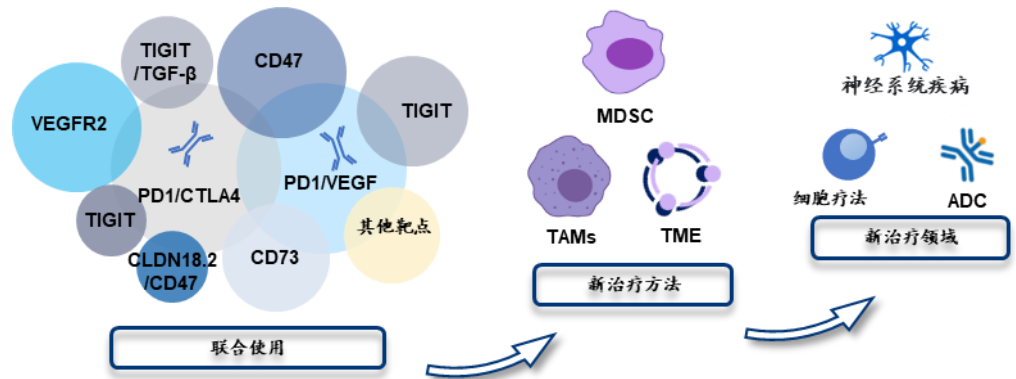 TIGIT
/TGF-β
CD47
VEGFR2
TIGIT
PD1/CTLA4
PD1/VEGF
TIGIT
其他靶点
CLDN18.2
/CD47
CD73
联合使用
MDSC
TAMs
TME
新治疗方法
神经系统疾病
细胞疗法
ADC
新治疗领域